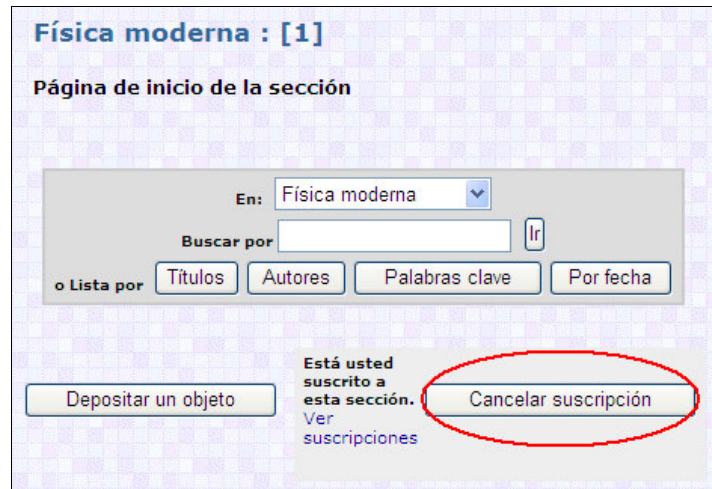 Física moderna : [1]
Página de inicio de la sección
En: Física moderna
Buscar por Ir
o Lista por Títulos Autores Palabras clave Por fecha
Depositar un objeto
Está usted
suscrito a
esta sección.
Ver
suscripciones
Cancelar suscripción